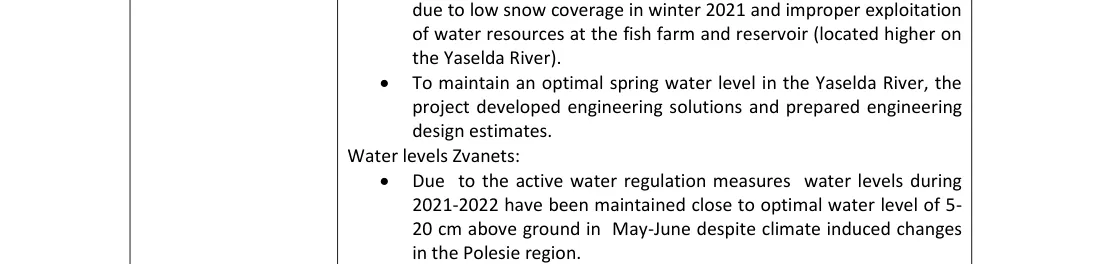 due to low snow coverage in winter 2021 and improper exploitation
of water resources at the fish farm and reservoir (located higher on
the Yaselda River).
• To maintain an optimal spring water level in the Yaselda River, the
project developed engineering solutions and prepared engineering
design estimates.
Water levels Zvanets:
• Due  to the active water regulation measures  water levels during
2021-2022 have been maintained close to optimal water level of 5-
20 cm above ground in  May-June despite climate induced changes
in the Polesie region.